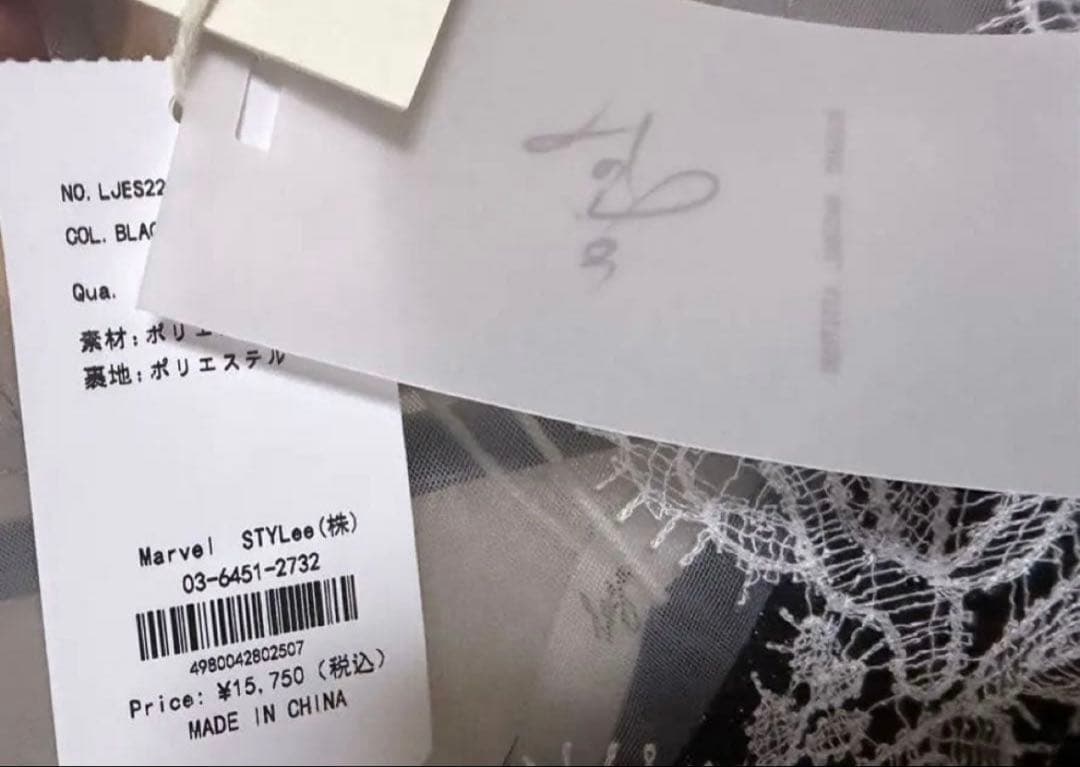 NO. LJES22
COL. BLAC
Qua.
素材:ポリエ
裏地:ポリエステル
Marvel STYLee(株)
03-6451-2732
4980042802507
Price: ¥15,750 (税込)
MADE IN CHINA